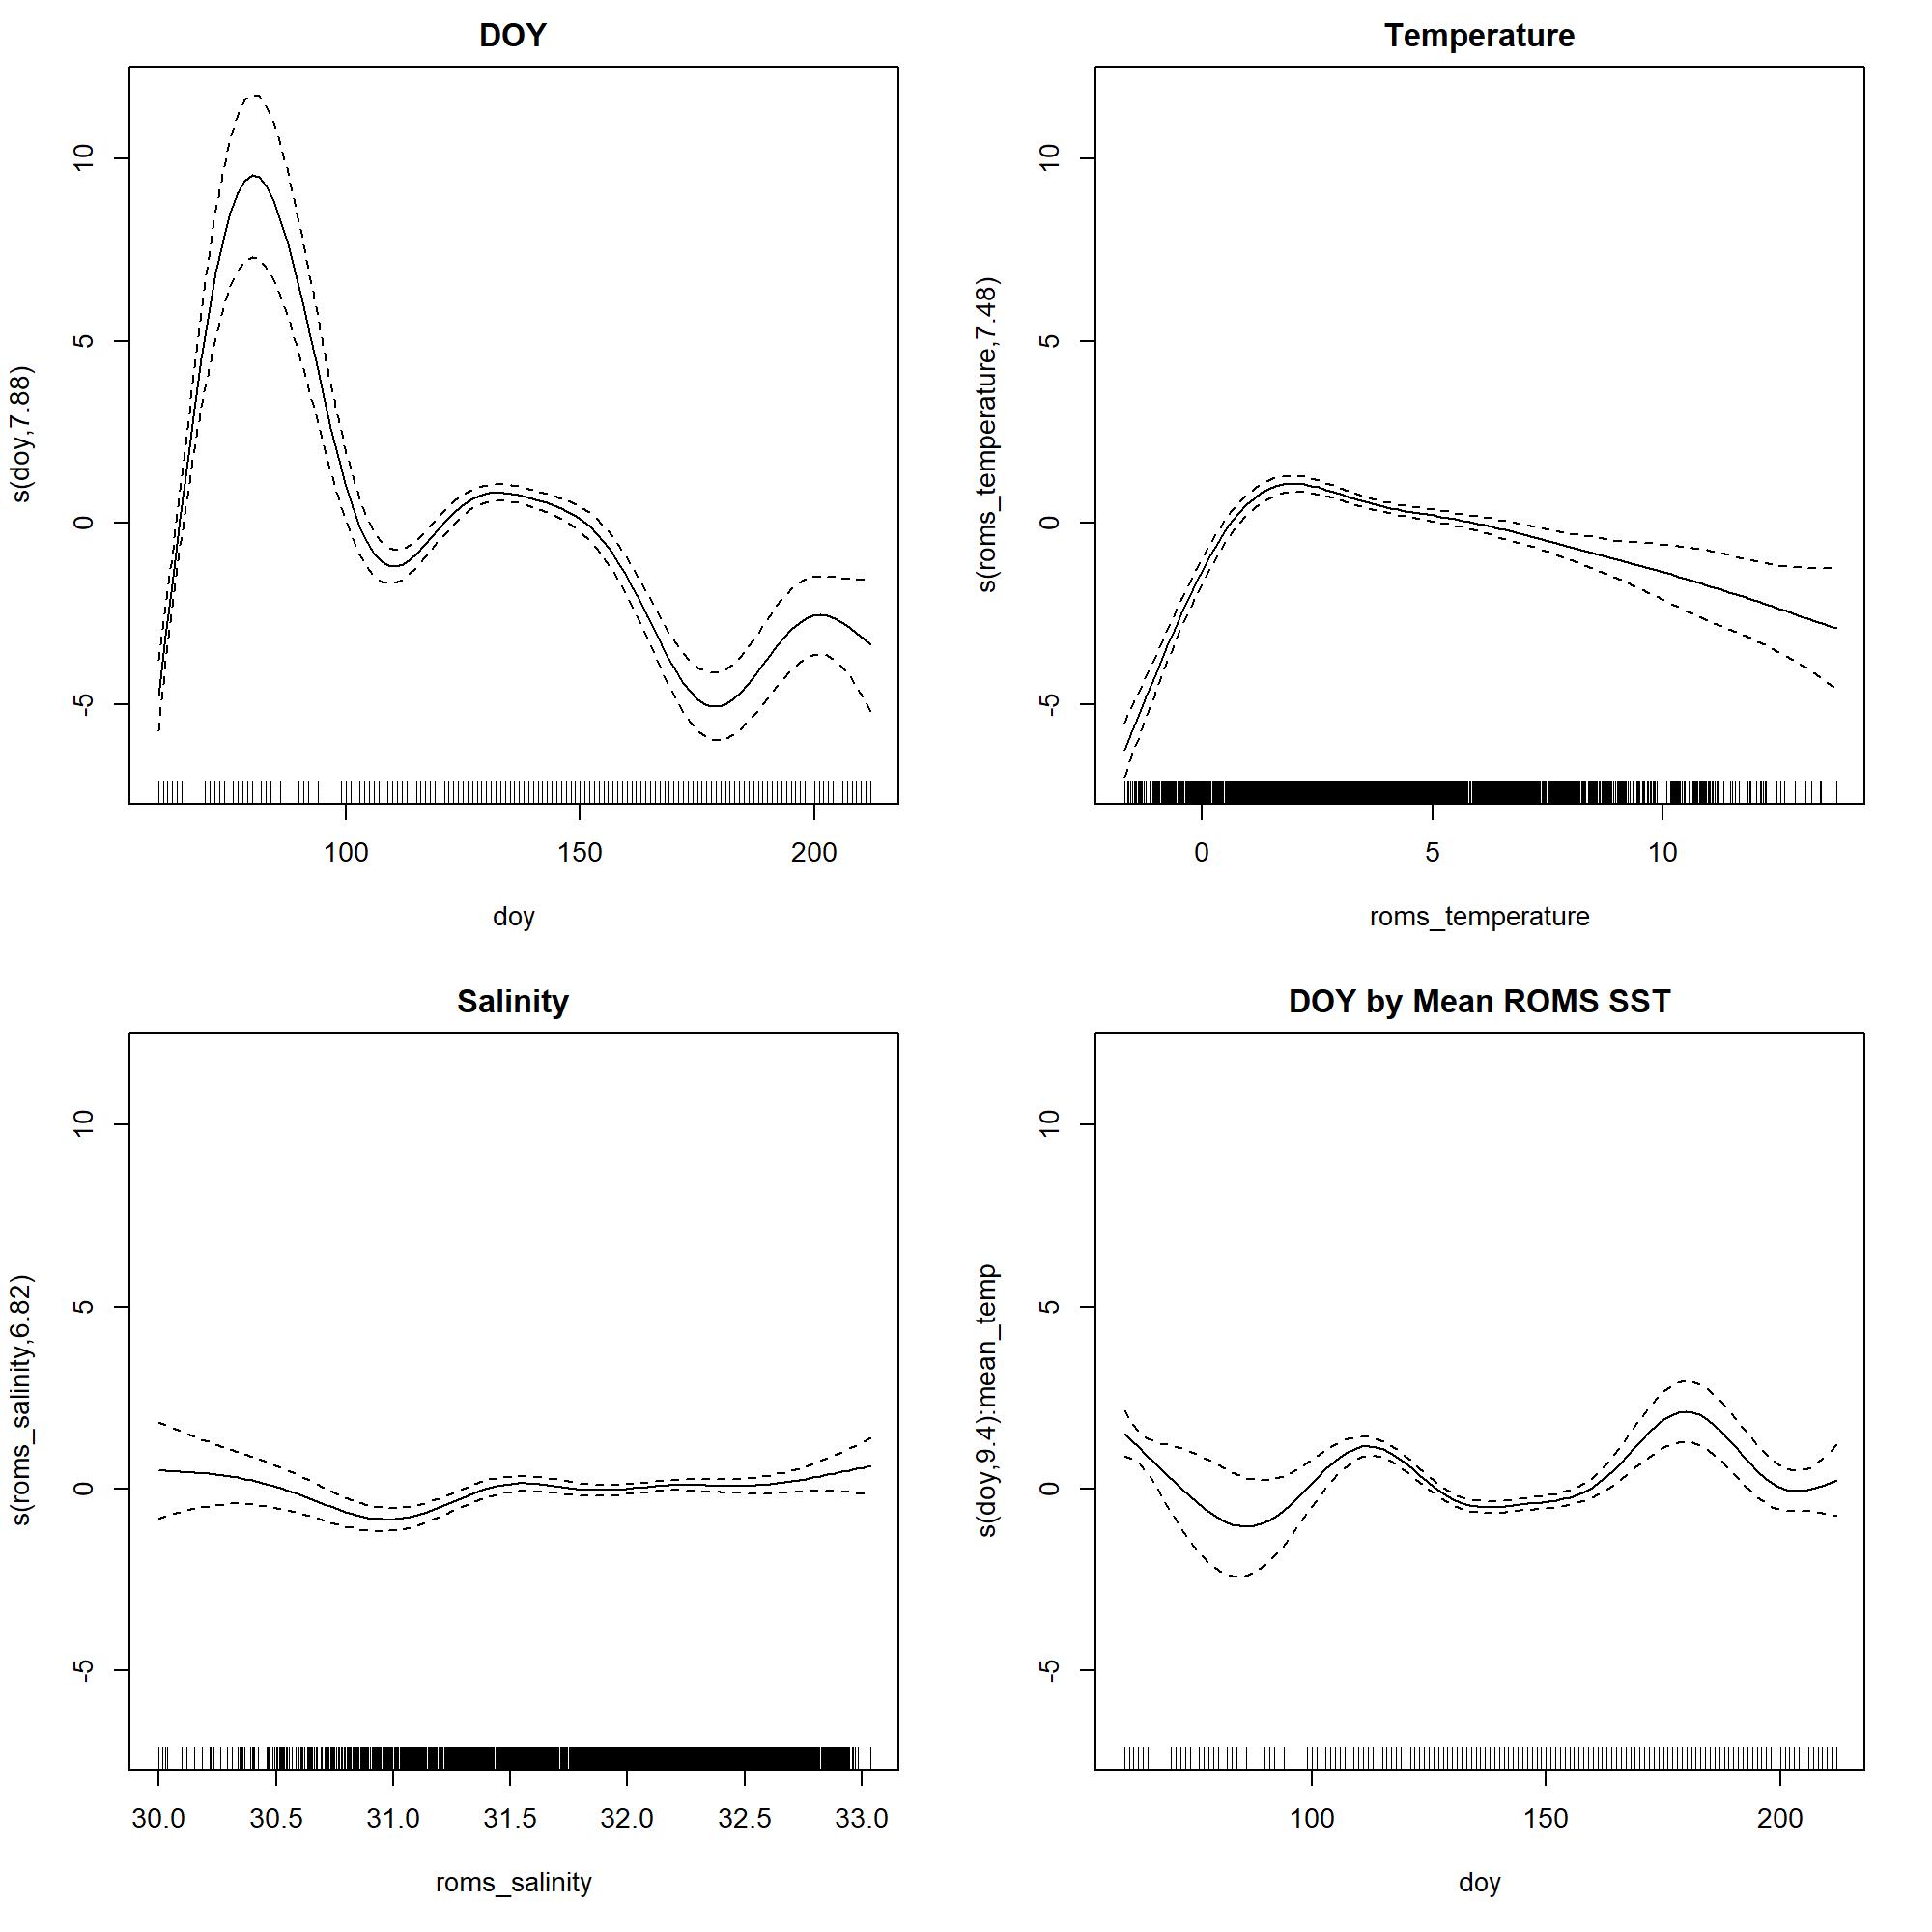 DOY
s(doy,7.88)
10
5
0
-5
100 150 200
doy
Temperature
s(roms_temperature,7.48)
10
5
0
-5
0 5 10
roms_temperature
Salinity
s(roms_salinity,6.82)
10
5
0
-5
30.0 30.5 31.0 31.5 32.0 32.5 33.0
roms_salinity
DOY by Mean ROMS SST
s(doy,9.4):mean_temp
10
5
0
-5
100 150 200
doy